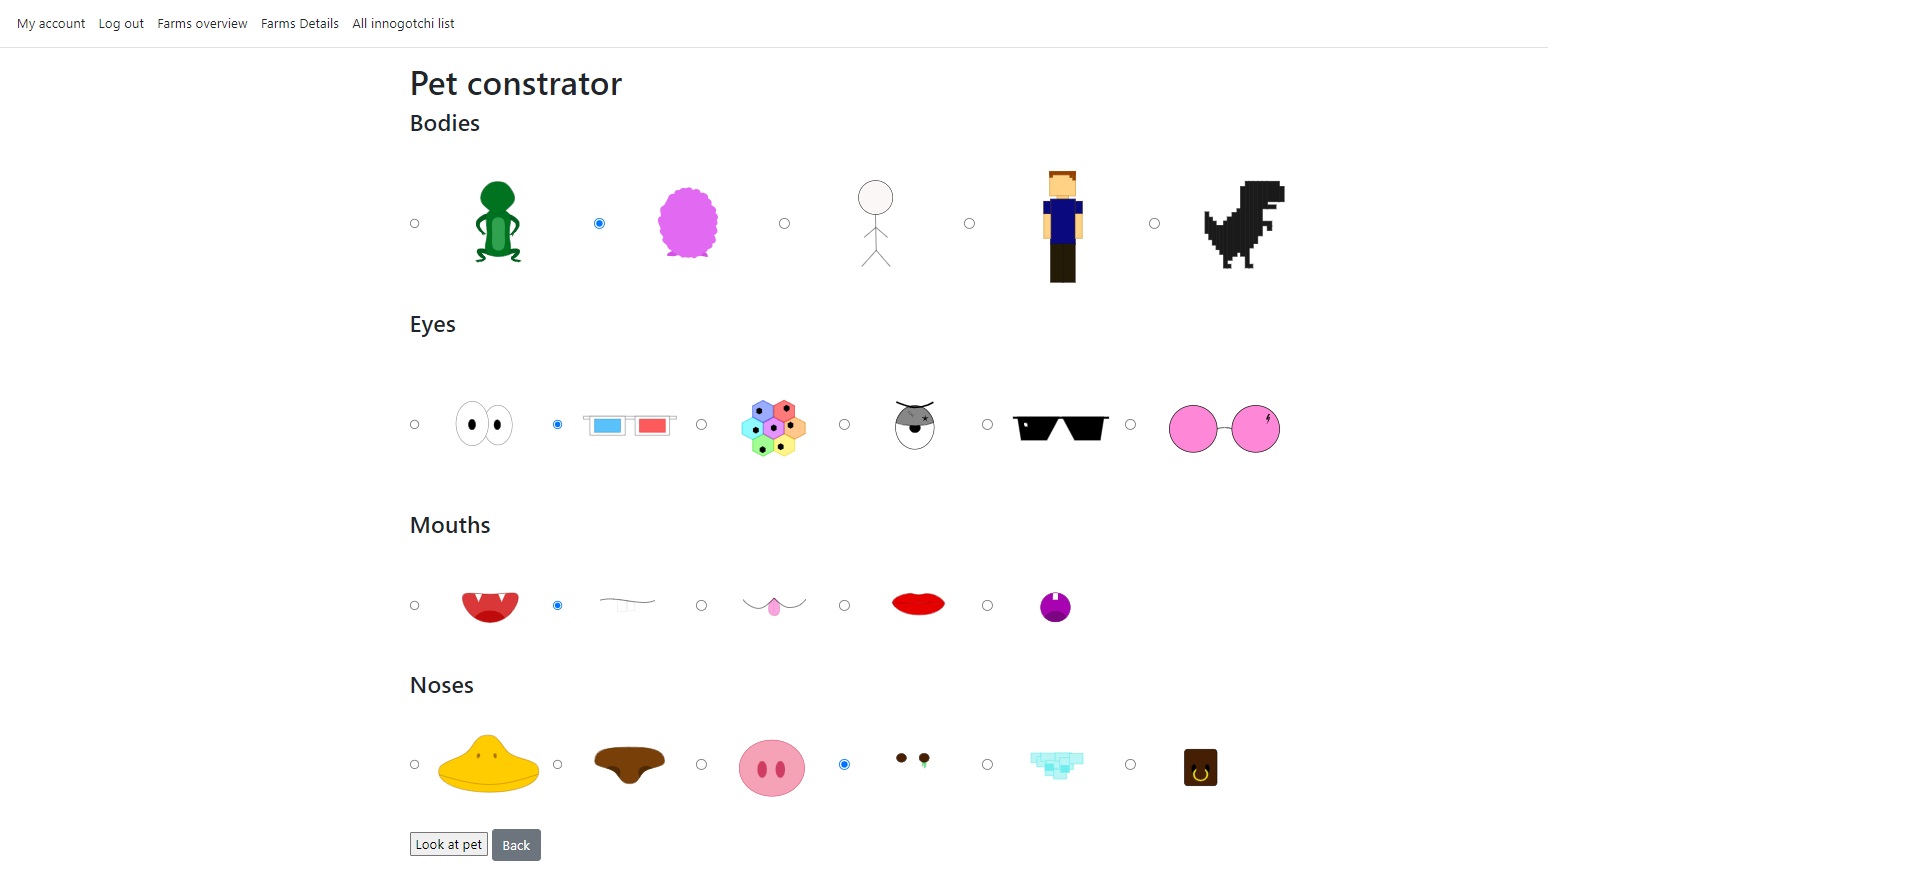 My account Log out Farms overview Farms Details All innogotchi list
Pet constrator
Bodies
Eyes
Mouths
Noses
Look at pet Back